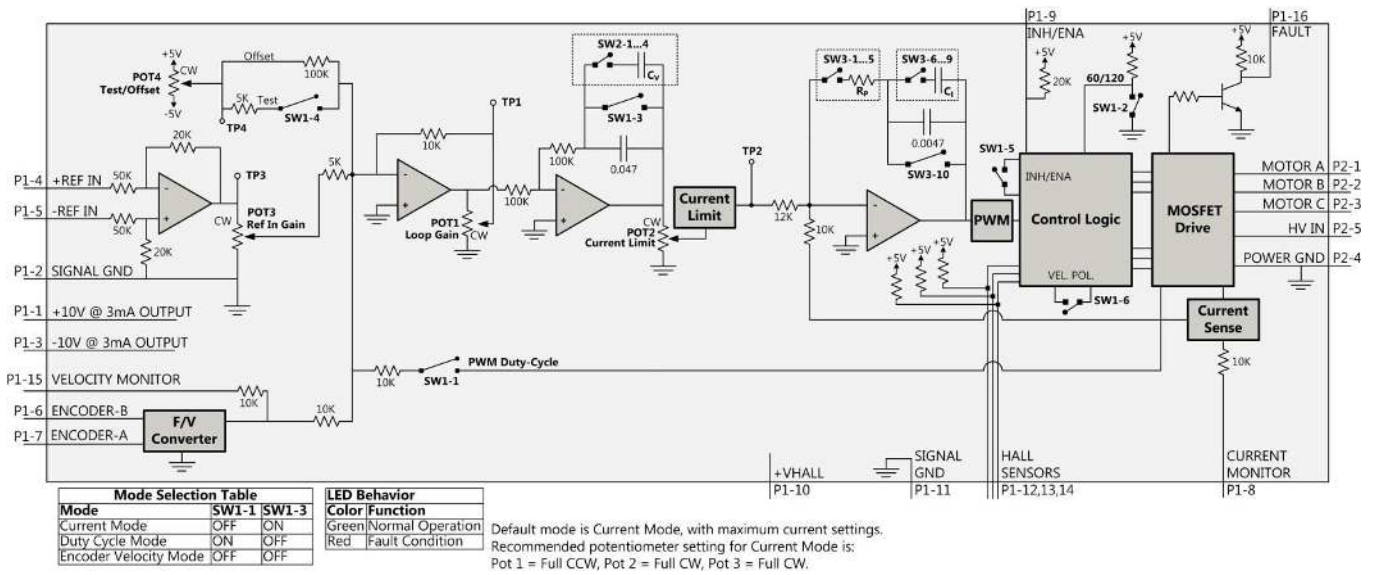 P1-9
INH/ENA
P1-16
FAULT
+5V
CW
POT4
Test/Offset
-5V
Offset
100K
5K
Test
SW1-4
TP4
SW2-1...4
Cv
SW1-3
0.047
TP1
SW3-1...5
RP
SW3-6...9
CI
0.0047
SW3-10
20K
60/120
+5V
SW1-2
+5V
10K
20K
P1-4 +REF IN 50K
P1-5 -REF IN
50K
20K
TP3
CW
POT3
Ref In Gain
5K
10K
POT1
Loop Gain
CW
100K
100K
CW
POT2
Current Limit
Current
Limit
TP2
12K
10K
PWM
SW1-5
INH/ENA
Control Logic
VEL. POL.
SW1-6
+5V
+5V
+5V
MOSFET
Drive
MOTOR A P2-1
MOTOR B P2-2
MOTOR C P2-3
HV IN P2-5
POWER GND P2-4
Current
Sense
10K
P1-2 SIGNAL GND
P1-1 +10V @ 3mA OUTPUT
P1-3 -10V @ 3mA OUTPUT
PWM Duty-Cycle
10K
SW1-1
P1-15 VELOCITY MONITOR
10K
P1-6 ENCODER-B
P1-7 ENCODER-A
F/V
Converter
10K
+VHALL
P1-10
SIGNAL
GND
P1-11
HALL
SENSORS
P1-12,13,14
CURRENT
MONITOR
P1-8
Mode Selection Table
Mode SW1-1 SW1-3
Current Mode OFF ON
Duty Cycle Mode ON OFF
Encoder Velocity Mode OFF OFF
LED Behavior
Color Function
Green Normal Operation
Red Fault Condition
Default mode is Current Mode, with maximum current settings.
Recommended potentiometer setting for Current Mode is:
Pot 1 = Full CCW, Pot 2 = Full CW, Pot 3 = Full CW.